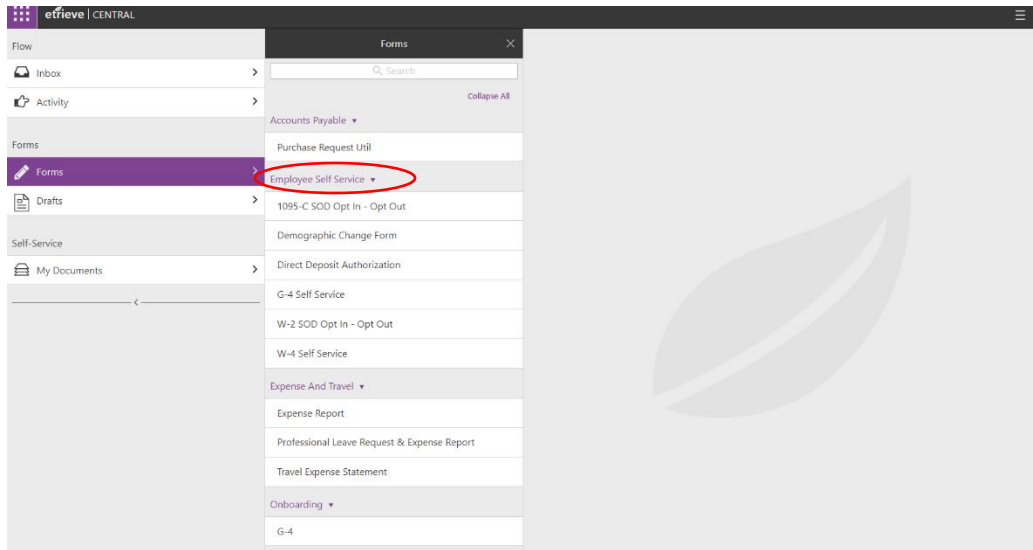 etrieve | CENTRAL
Flow
Inbox
Activity
Forms
Forms
Drafts
Self-Service
My Documents
Forms
Search
Collapse All
Accounts Payable
Purchase Request Util
Employee Self Service
1095-C SOD Opt In - Opt Out
Demographic Change Form
Direct Deposit Authorization
G-4 Self Service
W-2 SOD Opt In - Opt Out
W-4 Self Service
Expense And Travel
Expense Report
Professional Leave Request & Expense Report
Travel Expense Statement
Onboarding
G-4